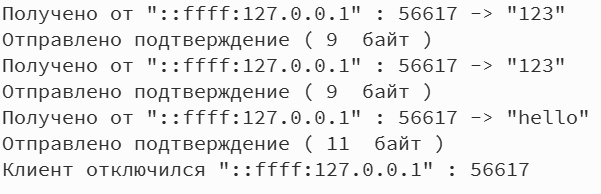 Получено от "::ffff:127.0.0.1" : 56617 -> "123"
Отправлено подтверждение ( 9  байт )
Получено от "::ffff:127.0.0.1" : 56617 -> "123"
Отправлено подтверждение ( 9  байт )
Получено от "::ffff:127.0.0.1" : 56617 -> "hello"
Отправлено подтверждение ( 11  байт )
Клиент отключился "::ffff:127.0.0.1" : 56617